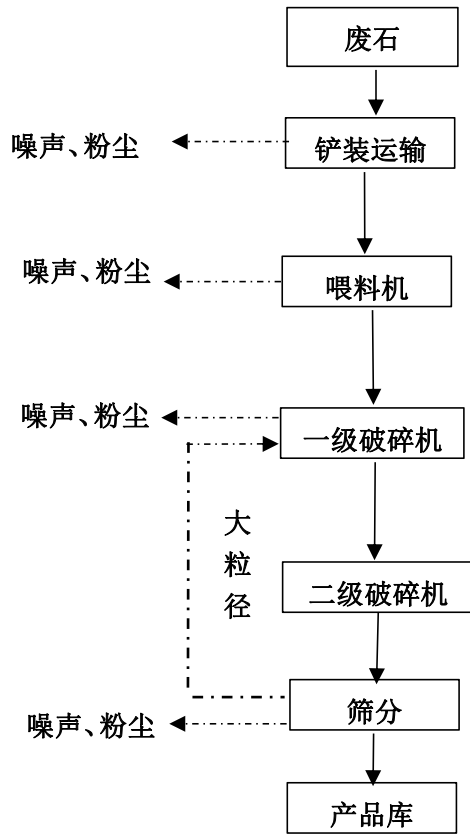 废石
噪声、粉尘
铲装运输
噪声、粉尘
喂料机
噪声、粉尘
一级破碎机
大
粒
径
二级破碎机
筛分
噪声、粉尘
产品库